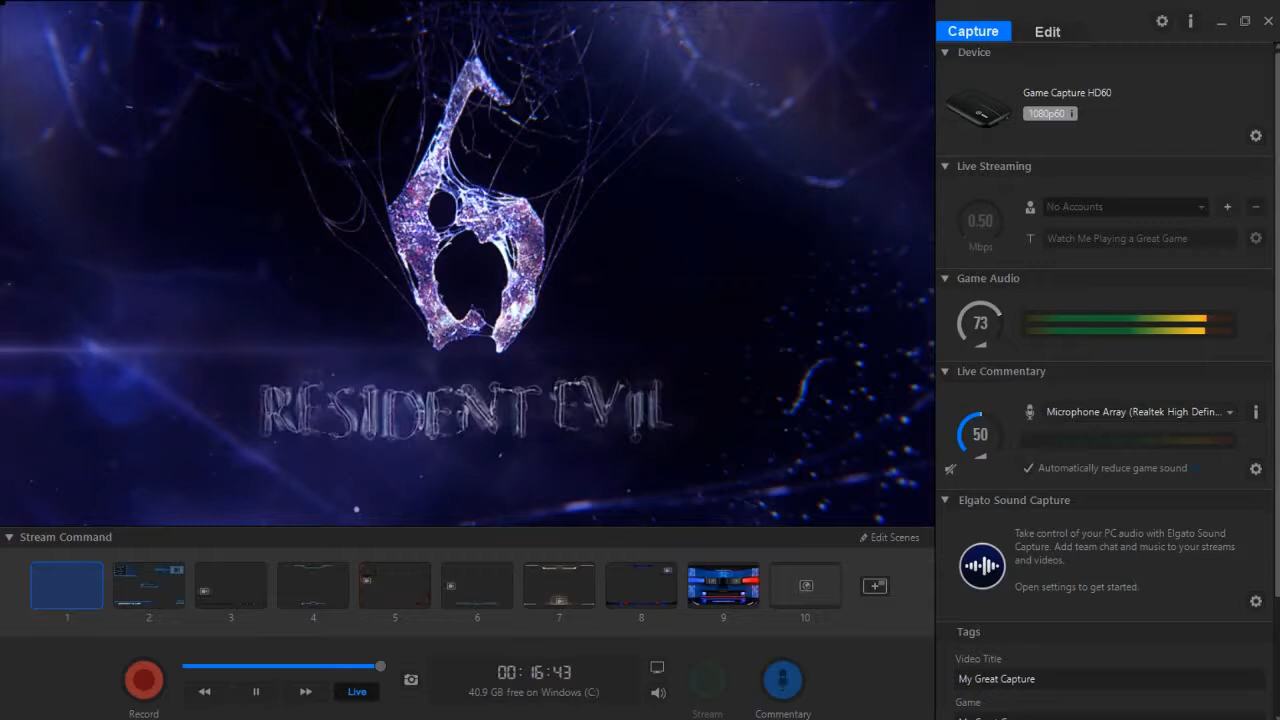 Capture
Edit
Device
Game Capture HD60
1080p60
Live Streaming
0.50
Mbps
No Accounts
Watch Me Playing a Great Game
Game Audio
73
Live Commentary
50
Microphone Array (Realtek High Defin...
Automatically reduce game sound
Elgato Sound Capture
Take control of your PC audio with Elgato Sound
Capture. Add team chat and music to your streams
and videos.
Open settings to get started.
Tags
Video Title
My Great Capture
Game
RESIDENT EVIL
Stream Command
Edit Scenes
1
2
3
4
5
6
7
8
9
10
Record
Live
00:16:43
40.9 GB free on Windows (C:)
Stream
Commentary